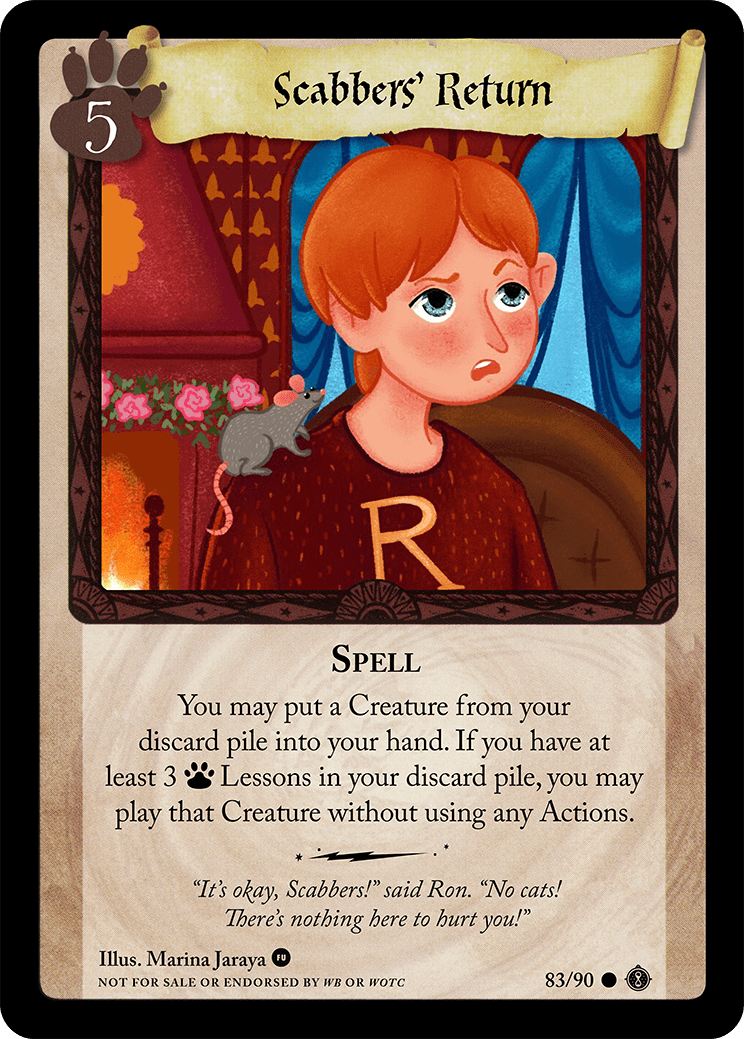 5
Scabbers’ Return
R
SPELL
You may put a Creature from your
discard pile into your hand. If you have at
least 3 Lessons in your discard pile, you may
play that Creature without using any Actions.
“It’s okay, Scabbers!” said Ron. “No cats!
There’s nothing here to hurt you!”
Illus. Marina Jaraya FU
NOT FOR SALE OR ENDORSED BY WB OR WOTC
83/90